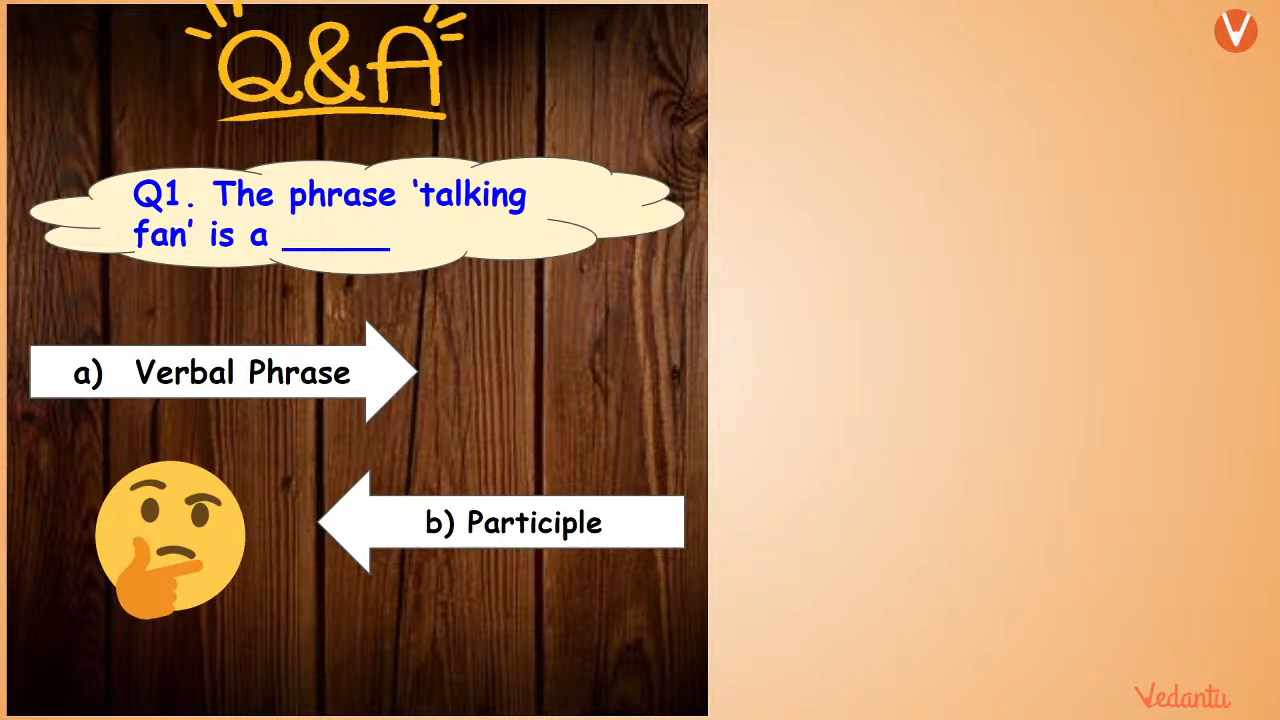 Q&A
Q1. The phrase ‘talking
fan’ is a ______
a) Verbal Phrase
b) Participle
Vedantu